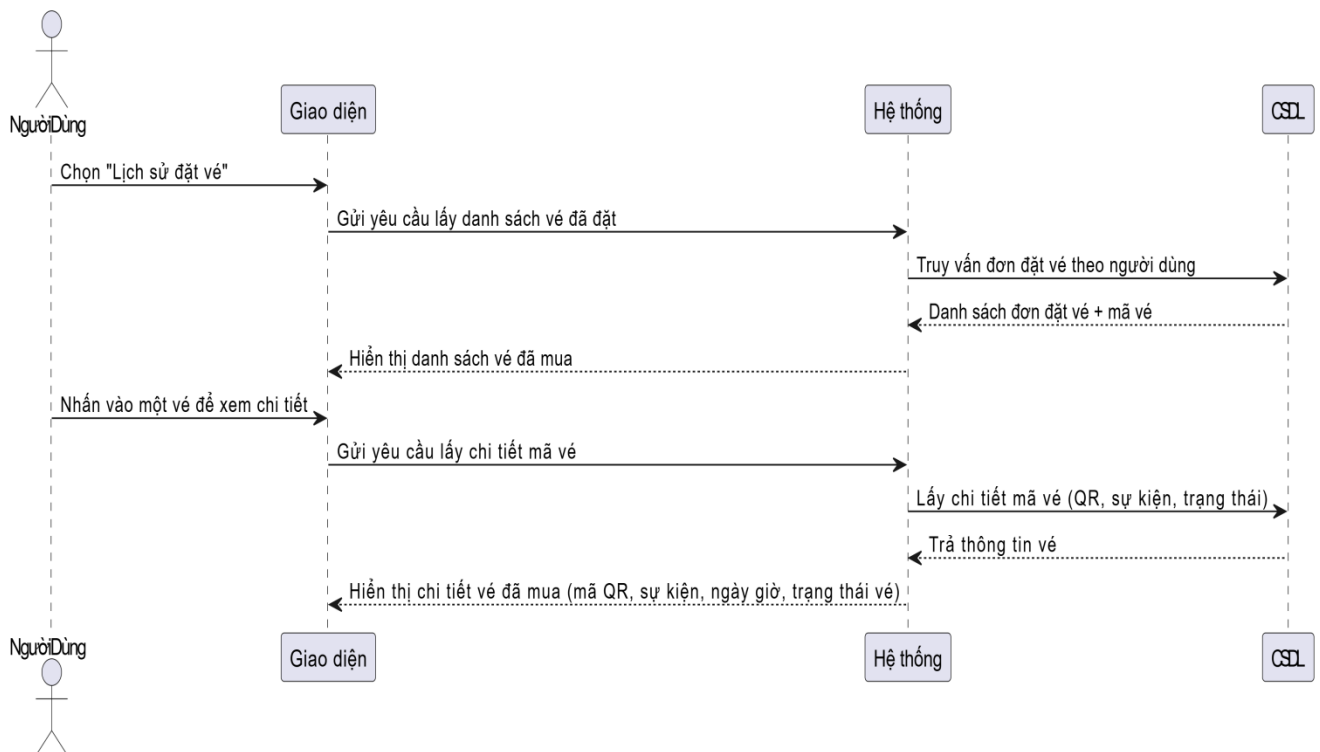 NgườiDùng
Giao diện
Hệ thống
CSDL
Chọn "Lịch sử đặt vé"
Gửi yêu cầu lấy danh sách vé đã đặt
Truy vấn đơn đặt vé theo người dùng
Danh sách đơn đặt vé + mã vé
Hiển thị danh sách vé đã mua
Nhấn vào một vé để xem chi tiết
Gửi yêu cầu lấy chi tiết mã vé
Lấy chi tiết mã vé (QR, sự kiện, trạng thái)
Trả thông tin vé
Hiển thị chi tiết vé đã mua (mã QR, sự kiện, ngày giờ, trạng thái vé)
NgườiDùng
Giao diện
Hệ thống
CSDL